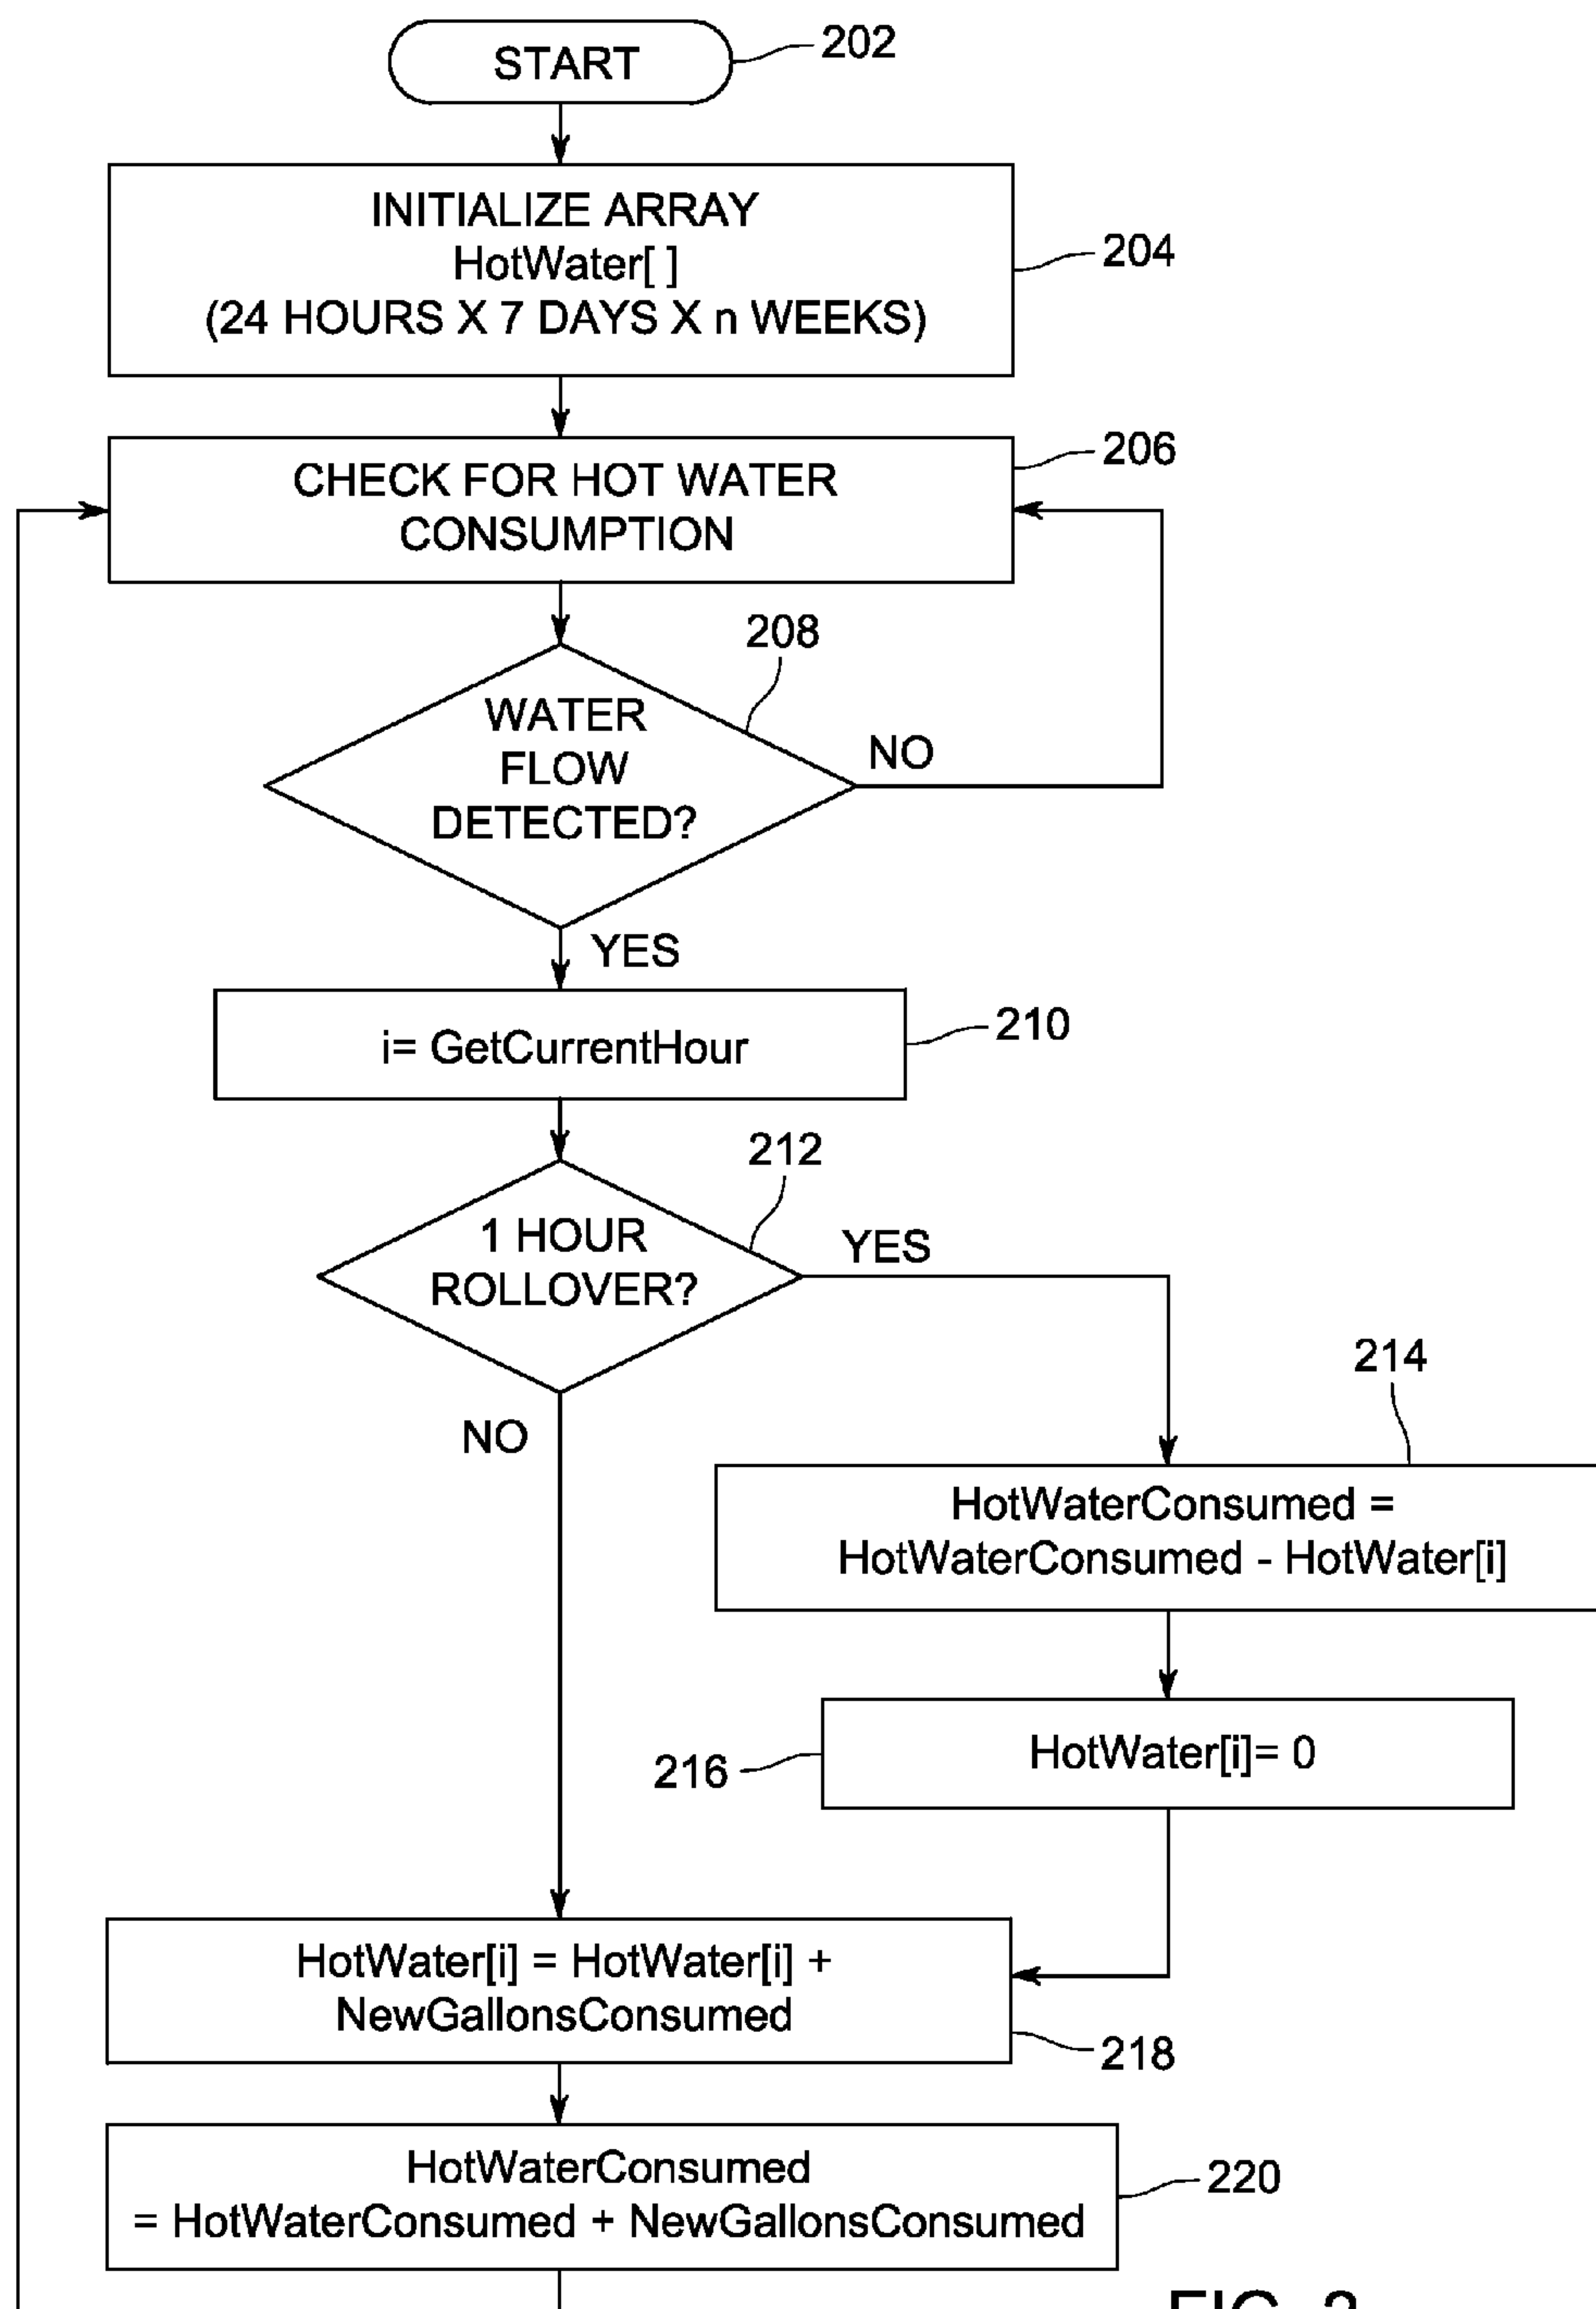 START
202
INITIALIZE ARRAY
HotWater[ ]
(24 HOURS X 7 DAYS X n WEEKS)
204
CHECK FOR HOT WATER
CONSUMPTION
206
WATER
FLOW
DETECTED?
208
NO
YES
i= GetCurrentHour
210
1 HOUR
ROLLOVER?
212
YES
NO
214
HotWaterConsumed =
HotWaterConsumed - HotWater[i]
HotWater[i]= 0
216
HotWater[i] = HotWater[i] +
NewGallonsConsumed
218
HotWaterConsumed
= HotWaterConsumed + NewGallonsConsumed
220